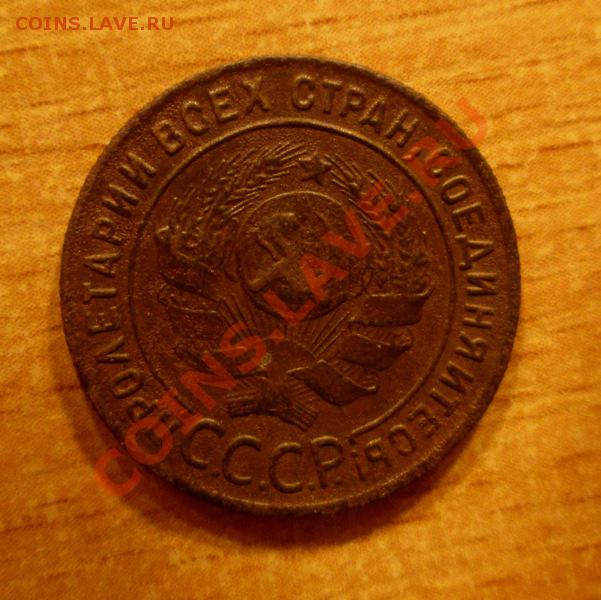 COINS.LAVE.RU
ПРОЛЕТАРИИ ВСЕХ СТРАН, СОЕДИНЯЙТЕСЬ!
С.С.С.Р.
COINS.LAVE.RU